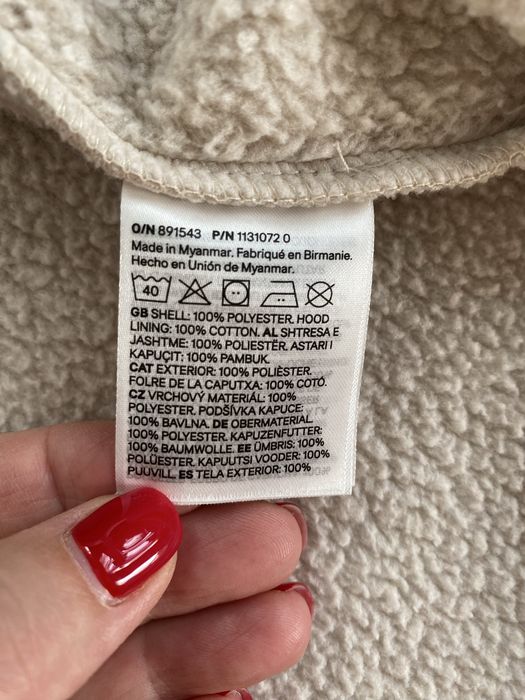 O/N 891543 P/N 1131072 0
Made in Myanmar. Fabriqué en Birmanie.
Hecho en Unión de Myanmar.
40
GB SHELL: 100% POLYESTER. HOOD
LINING: 100% COTTON. AL SHTRESA E
JASHTME: 100% POLIESTËR. ASTARI I
KAPUÇIT: 100% PAMBUK.
CAT EXTERIOR: 100% POLIÈSTER.
FOLRE DE LA CAPUTXA: 100% COTÓ.
CZ VRCHOVÝ MATERIÁL: 100%
POLYESTER. PODŠÍVKA KAPUCE:
100% BAVLNA. DE OBERMATERIAL:
100% POLYESTER. KAPUZENFUTTER:
100% BAUMWOLLE. EE ÜMBRIS: 100%
POLÜESTER. KAPUUTSI VOODER: 100%
PUUVILL. ES TELA EXTERIOR: 100%